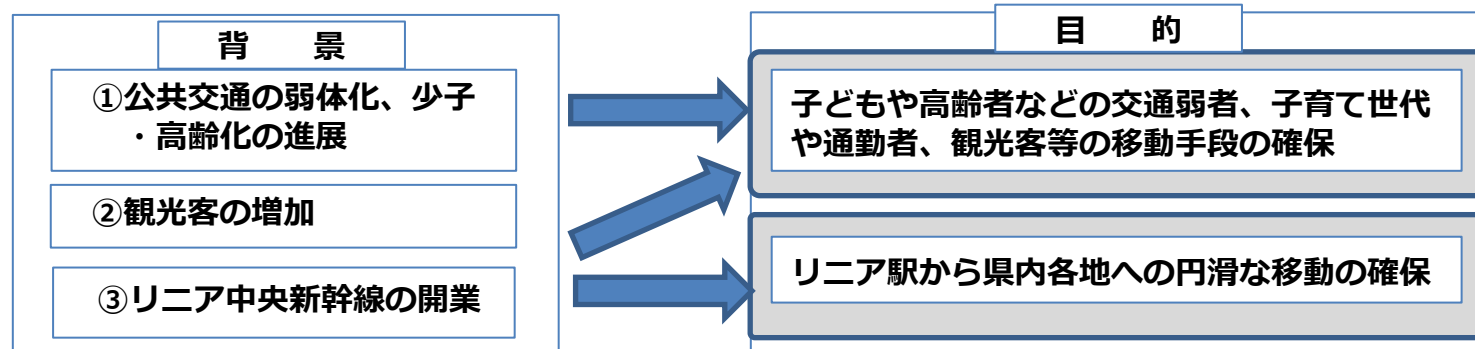 背　景
①公共交通の弱体化、少子
・高齢化の進展
②観光客の増加
③リニア中央新幹線の開業
目　的
子どもや高齢者などの交通弱者、子育て世代
や通勤者、観光客等の移動手段の確保
リニア駅から県内各地への円滑な移動の確保